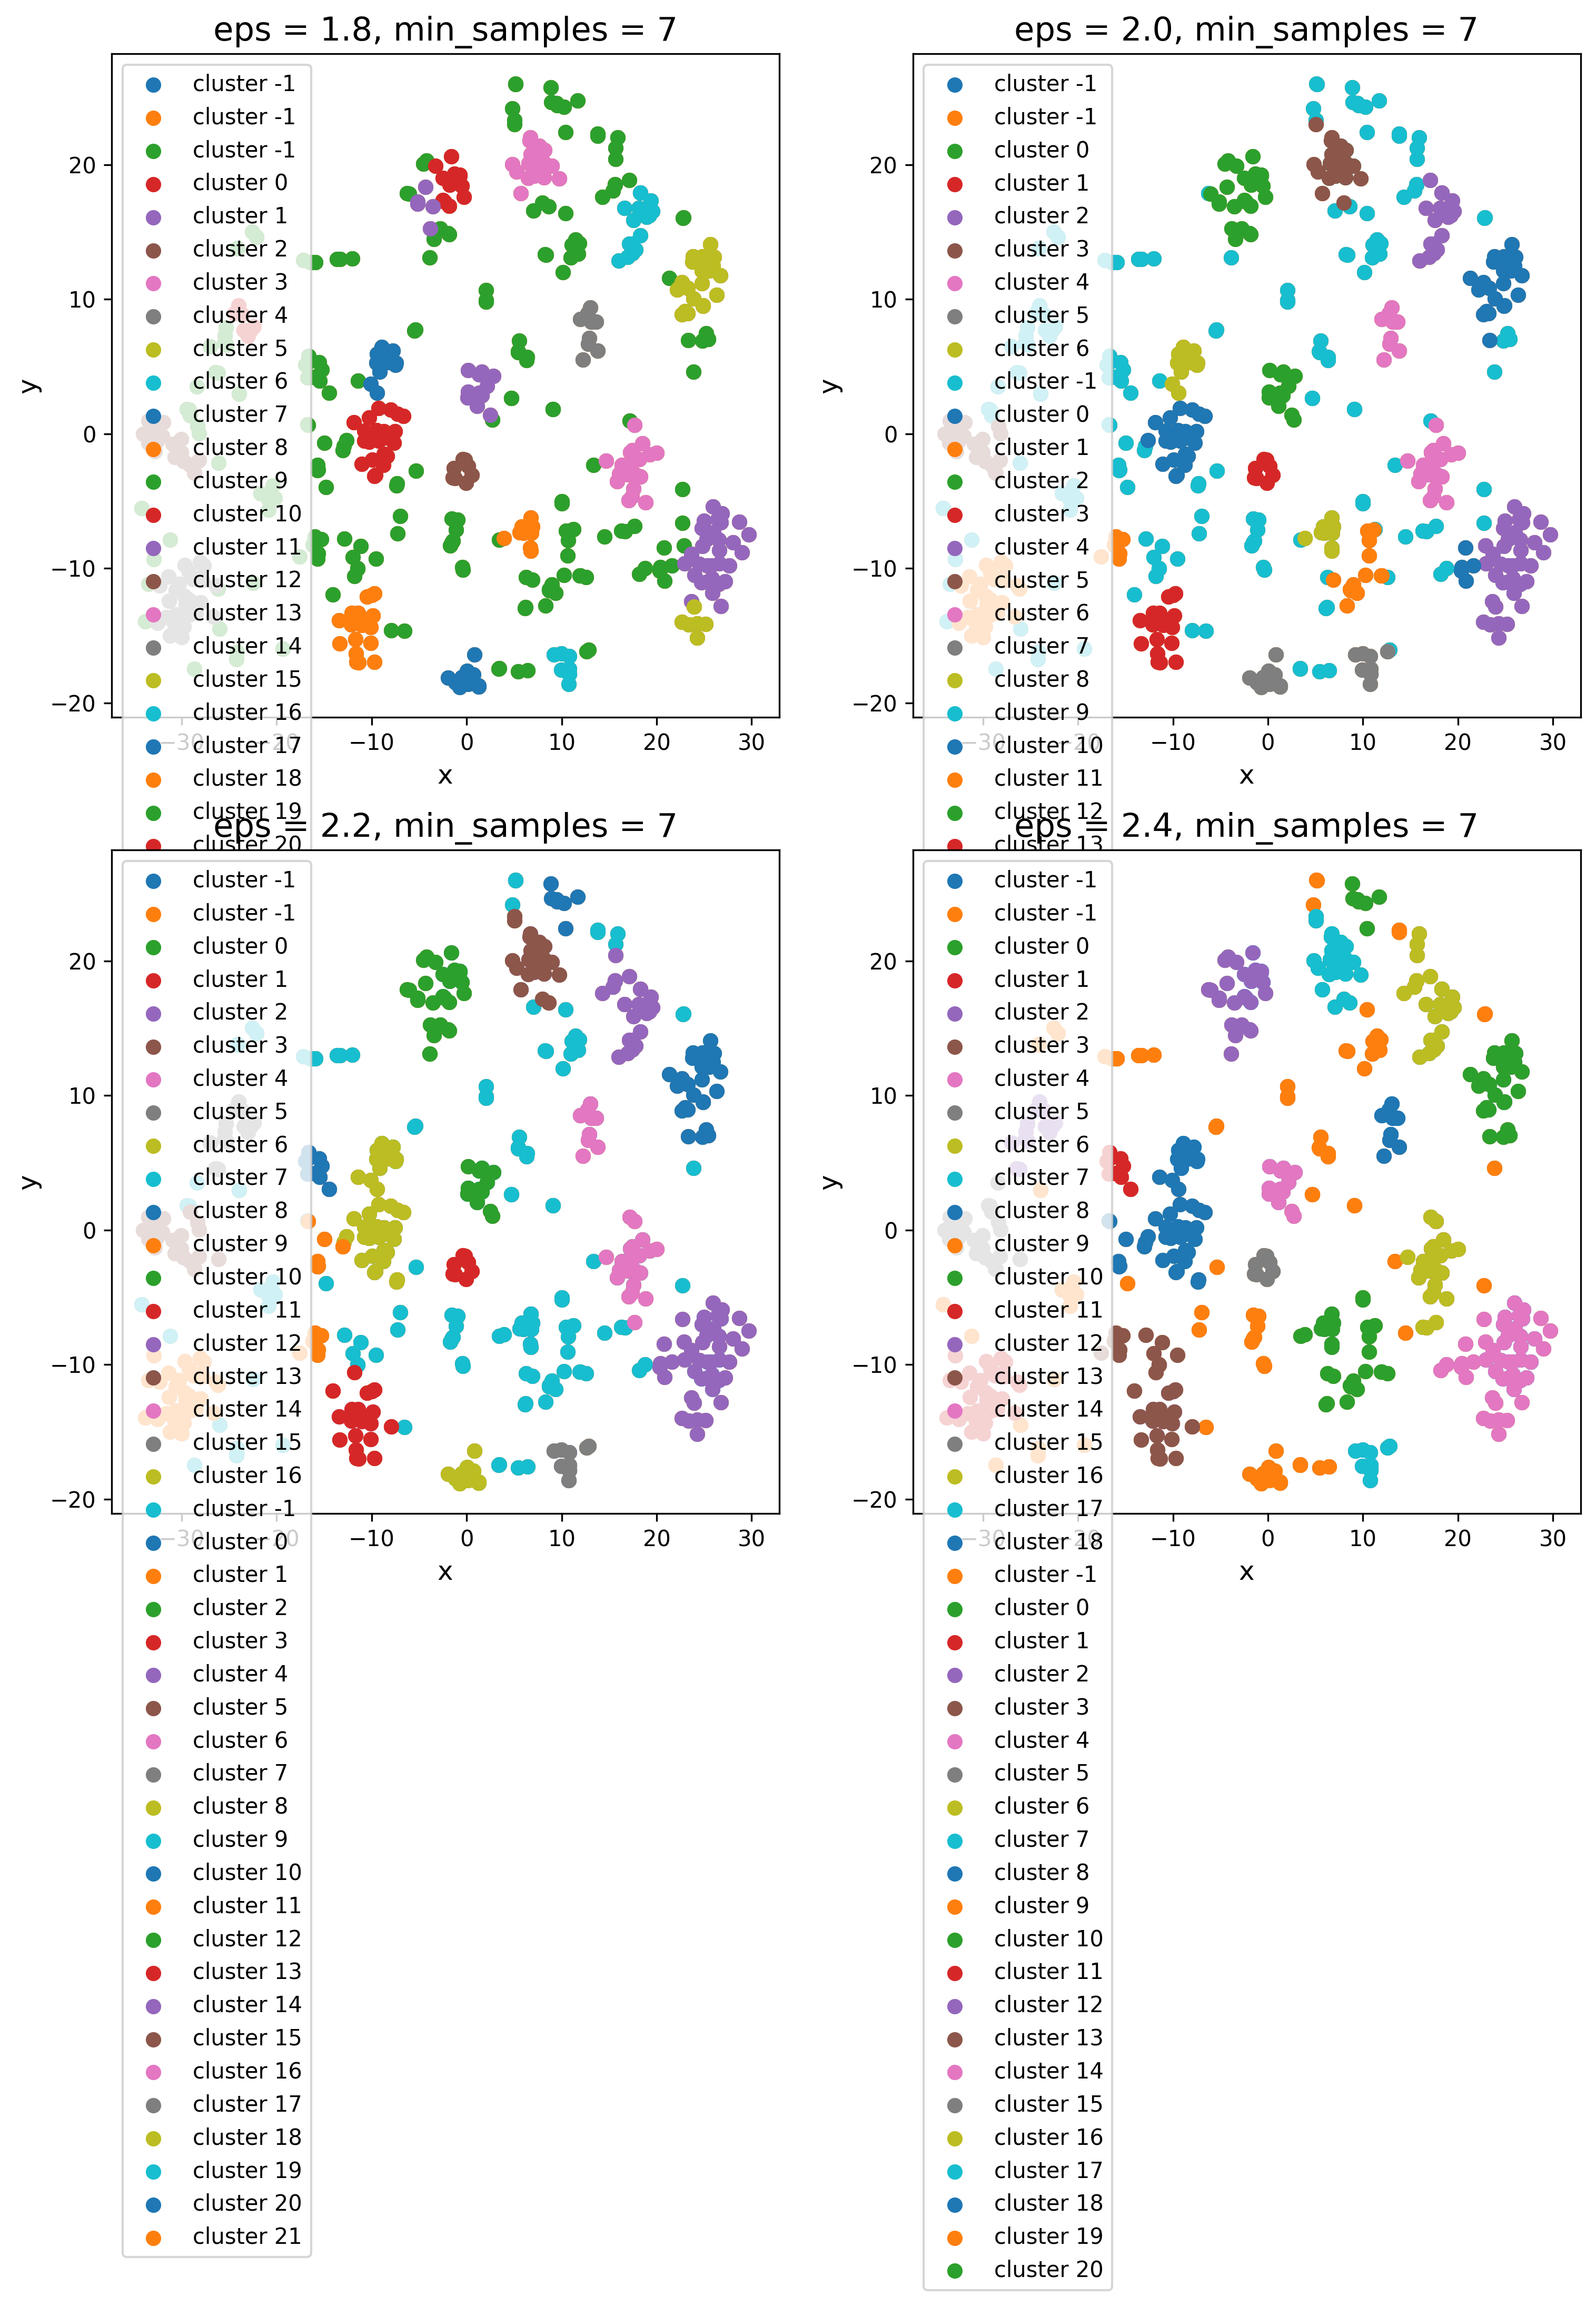 eps = 1.8, min_samples = 7
cluster -1
cluster -1
cluster -1
cluster 0
cluster 1
cluster 2
cluster 3
cluster 4
cluster 5
cluster 6
cluster 7
cluster 8
cluster 9
cluster 10
cluster 11
cluster 12
cluster 13
cluster 14
cluster 15
cluster 16
cluster 17
cluster 18
cluster 19
cluster 20
20
10
0
−10
−20
y
−30
−20
−10
0
10
20
30
x
eps = 2.0, min_samples = 7
cluster -1
cluster -1
cluster 0
cluster 1
cluster 2
cluster 3
cluster 4
cluster 5
cluster 6
cluster -1
cluster 0
cluster 1
cluster 2
cluster 3
cluster 4
cluster 5
cluster 6
cluster 7
cluster 8
cluster 9
cluster 10
cluster 11
cluster 12
cluster 13
20
10
0
−10
−20
y
−30
−20
−10
0
10
20
30
x
eps = 2.2, min_samples = 7
cluster -1
cluster -1
cluster 0
cluster 1
cluster 2
cluster 3
cluster 4
cluster 5
cluster 6
cluster 7
cluster 8
cluster 9
cluster 10
cluster 11
cluster 12
cluster 13
cluster 14
cluster 15
cluster 16
cluster -1
cluster 0
cluster 1
cluster 2
cluster 3
cluster 4
cluster 5
cluster 6
cluster 7
cluster 8
cluster 9
cluster 10
cluster 11
cluster 12
cluster 13
cluster 14
cluster 15
cluster 16
cluster 17
cluster 18
cluster 19
cluster 20
cluster 21
20
10
0
−10
−20
y
−30
−20
−10
0
10
20
30
x
eps = 2.4, min_samples = 7
cluster -1
cluster -1
cluster 0
cluster 1
cluster 2
cluster 3
cluster 4
cluster 5
cluster 6
cluster 7
cluster 8
cluster 9
cluster 10
cluster 11
cluster 12
cluster 13
cluster 14
cluster 15
cluster 16
cluster 17
cluster 18
cluster -1
cluster 0
cluster 1
cluster 2
cluster 3
cluster 4
cluster 5
cluster 6
cluster 7
cluster 8
cluster 9
cluster 10
cluster 11
cluster 12
cluster 13
cluster 14
cluster 15
cluster 16
cluster 17
cluster 18
cluster 19
cluster 20
20
10
0
−10
−20
y
−30
−20
−10
0
10
20
30
x